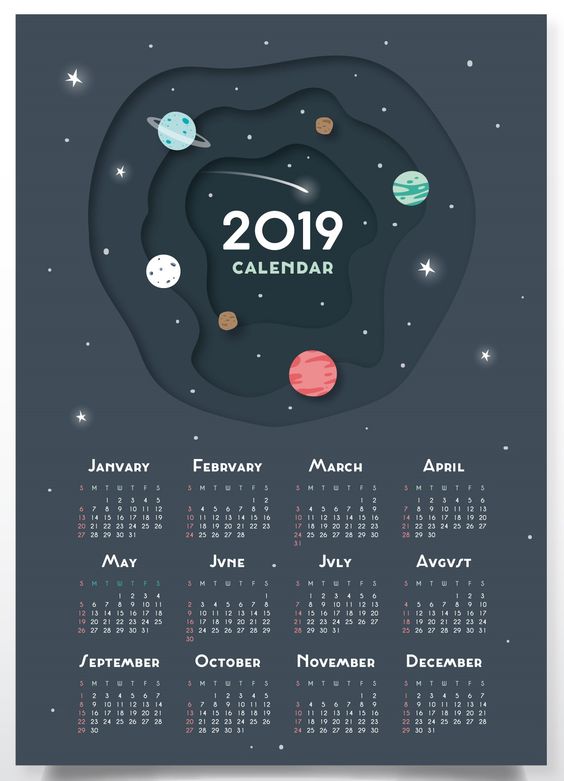 2019
CALENDAR
JANVARY
S M T W T F S
1 2 3 4 5
6 7 8 9 10 11 12
13 14 15 16 17 18 19
20 21 22 23 24 25 26
27 28 29 30 31
FEBRVARY
S M T W T F S
1 2
3 4 5 6 7 8 9
10 11 12 13 14 15 16
17 18 19 20 21 22 23
24 25 26 27 28
MARCH
S M T W T F S
1 2
3 4 5 6 7 8 9
10 11 12 13 14 15 16
17 18 19 20 21 22 23
24 25 26 27 28 29 30
31
APRIL
S M T W T F S
1 2 3 4 5 6
7 8 9 10 11 12 13
14 15 16 17 18 19 20
21 22 23 24 25 26 27
28 29 30
MAY
S M T W T F S
1 2 3 4
5 6 7 8 9 10 11
12 13 14 15 16 17 18
19 20 21 22 23 24 25
26 27 28 29 30 31
JVNE
S M T W T F S
1
2 3 4 5 6 7 8
9 10 11 12 13 14 15
16 17 18 19 20 21 22
23 24 25 26 27 28 29
30
JVLY
S M T W T F S
1 2 3 4 5 6
7 8 9 10 11 12 13
14 15 16 17 18 19 20
21 22 23 24 25 26 27
28 29 30 31
AVGVST
S M T W T F S
1 2 3
4 5 6 7 8 9 10
11 12 13 14 15 16 17
18 19 20 21 22 23 24
25 26 27 28 29 30 31
SEPTEMBER
S M T W T F S
1 2 3 4 5 6 7
8 9 10 11 12 13 14
15 16 17 18 19 20 21
22 23 24 25 26 27 28
29 30
OCTOBER
S M T W T F S
1 2 3 4 5
6 7 8 9 10 11 12
13 14 15 16 17 18 19
20 21 22 23 24 25 26
27 28 29 30 31
NOVEMBER
S M T W T F S
1 2
3 4 5 6 7 8 9
10 11 12 13 14 15 16
17 18 19 20 21 22 23
24 25 26 27 28 29 30
DECEMBER
S M T W T F S
1 2 3 4 5 6 7
8 9 10 11 12 13 14
15 16 17 18 19 20 21
22 23 24 25 26 27 28
29 30 31